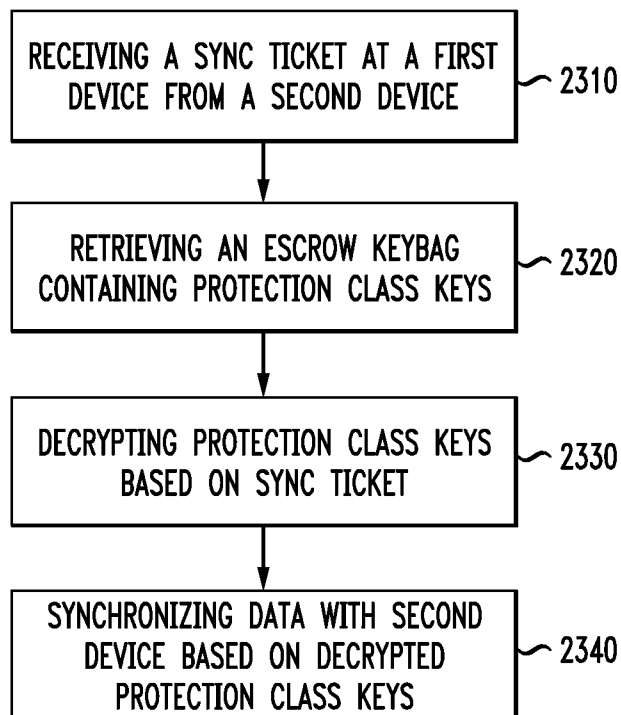 RECEIVING A SYNC TICKET AT A FIRST
DEVICE FROM A SECOND DEVICE
2310
RETRIEVING AN ESCROW KEYBAG
CONTAINING PROTECTION CLASS KEYS
2320
DECRYPTING PROTECTION CLASS KEYS
BASED ON SYNC TICKET
2330
SYNCHRONIZING DATA WITH SECOND
DEVICE BASED ON DECRYPTED
PROTECTION CLASS KEYS
2340